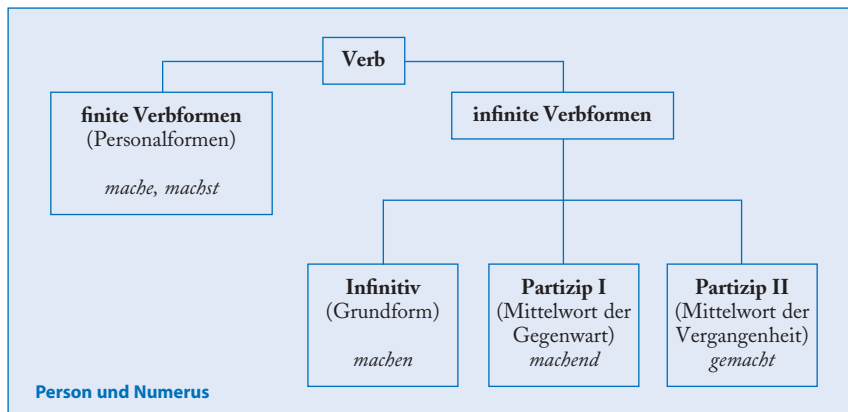 Verb
finite Verbformen
(Personalformen)
mache, machst
infinite Verbformen
Infinitiv
(Grundform)
machen
Partizip I
(Mittelwort der
Gegenwart)
machend
Partizip II
(Mittelwort der
Vergangenheit)
gemacht
Person und Numerus